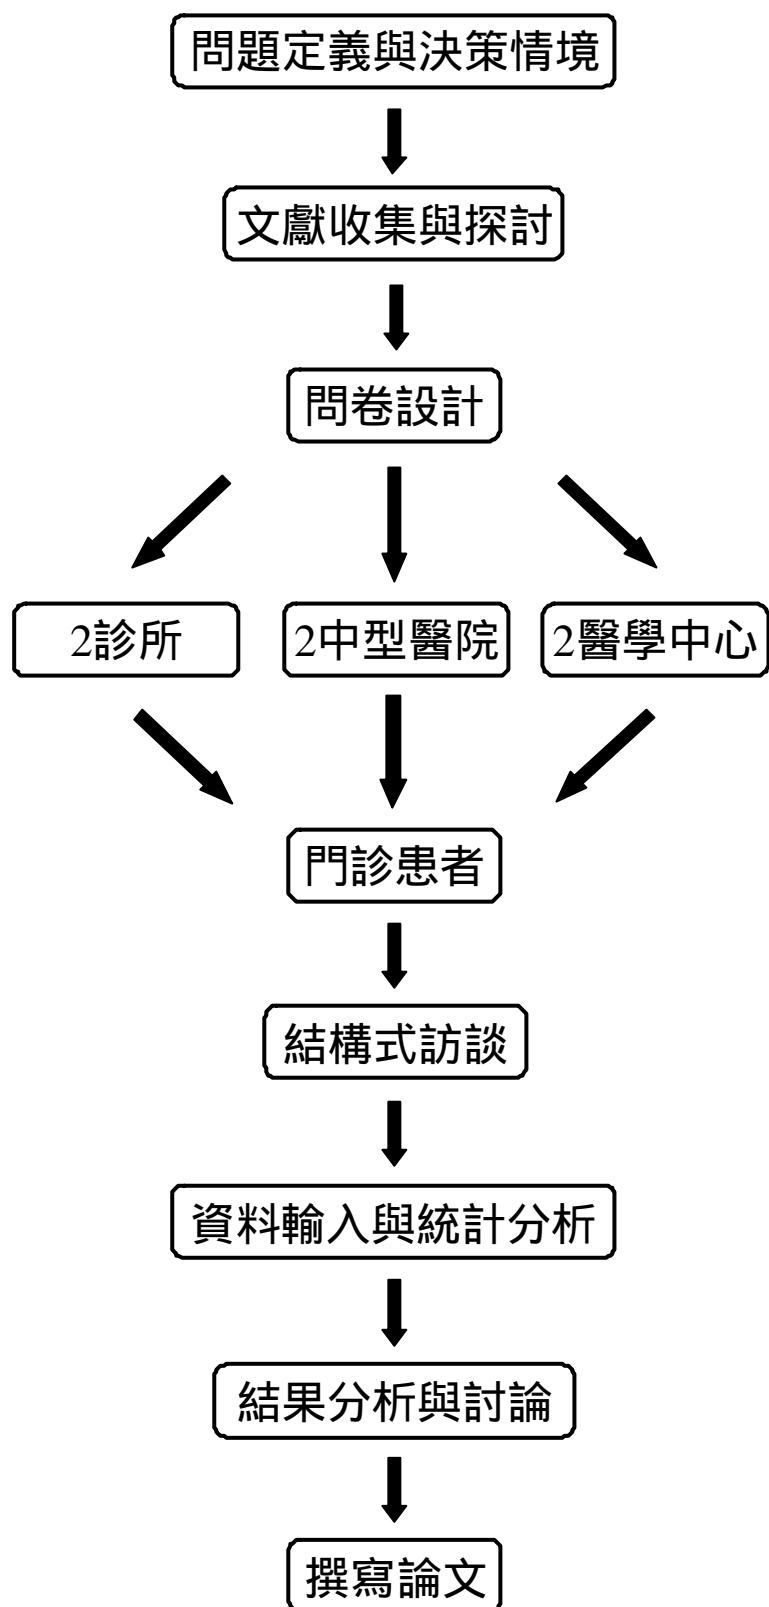 問題定義與決策情境
文獻收集與探討
問卷設計
2診所
2中型醫院
2醫學中心
門診患者
結構式訪談
資料輸入與統計分析
結果分析與討論
撰寫論文